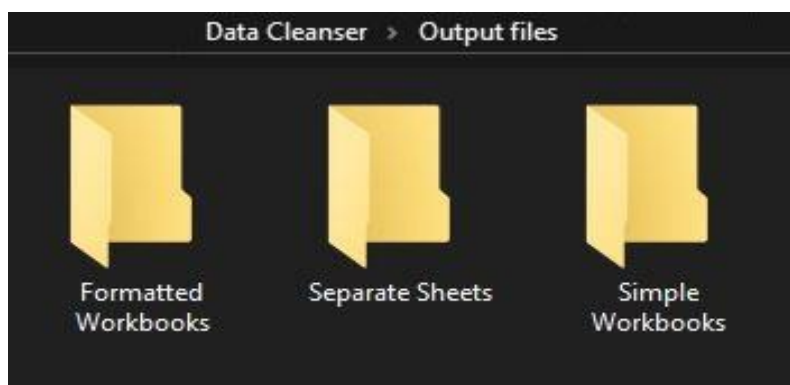 Data Cleanser > Output files
Formatted
Workbooks
Separate Sheets
Simple
Workbooks